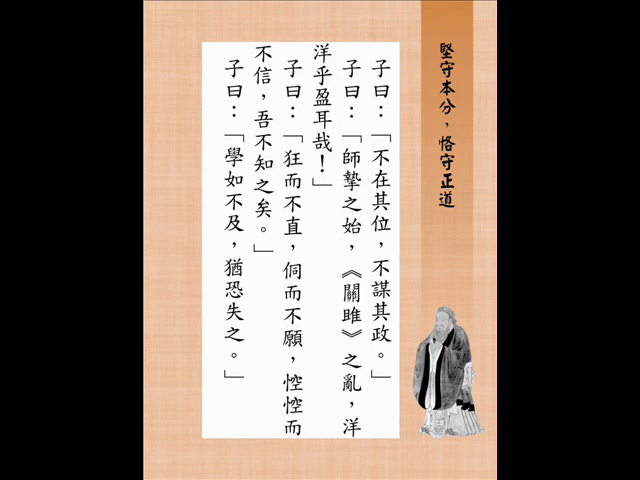 堅守本分，恪守正道
子曰：「不在其位，不謀其政。」
子曰：「師摯之始，《關雎》之亂，洋
洋乎盈耳哉！」
子曰：「狂而不直，侗而不愿，悾悾而
不信，吾不知之矣。」
子曰：「學如不及，猶恐失之。」